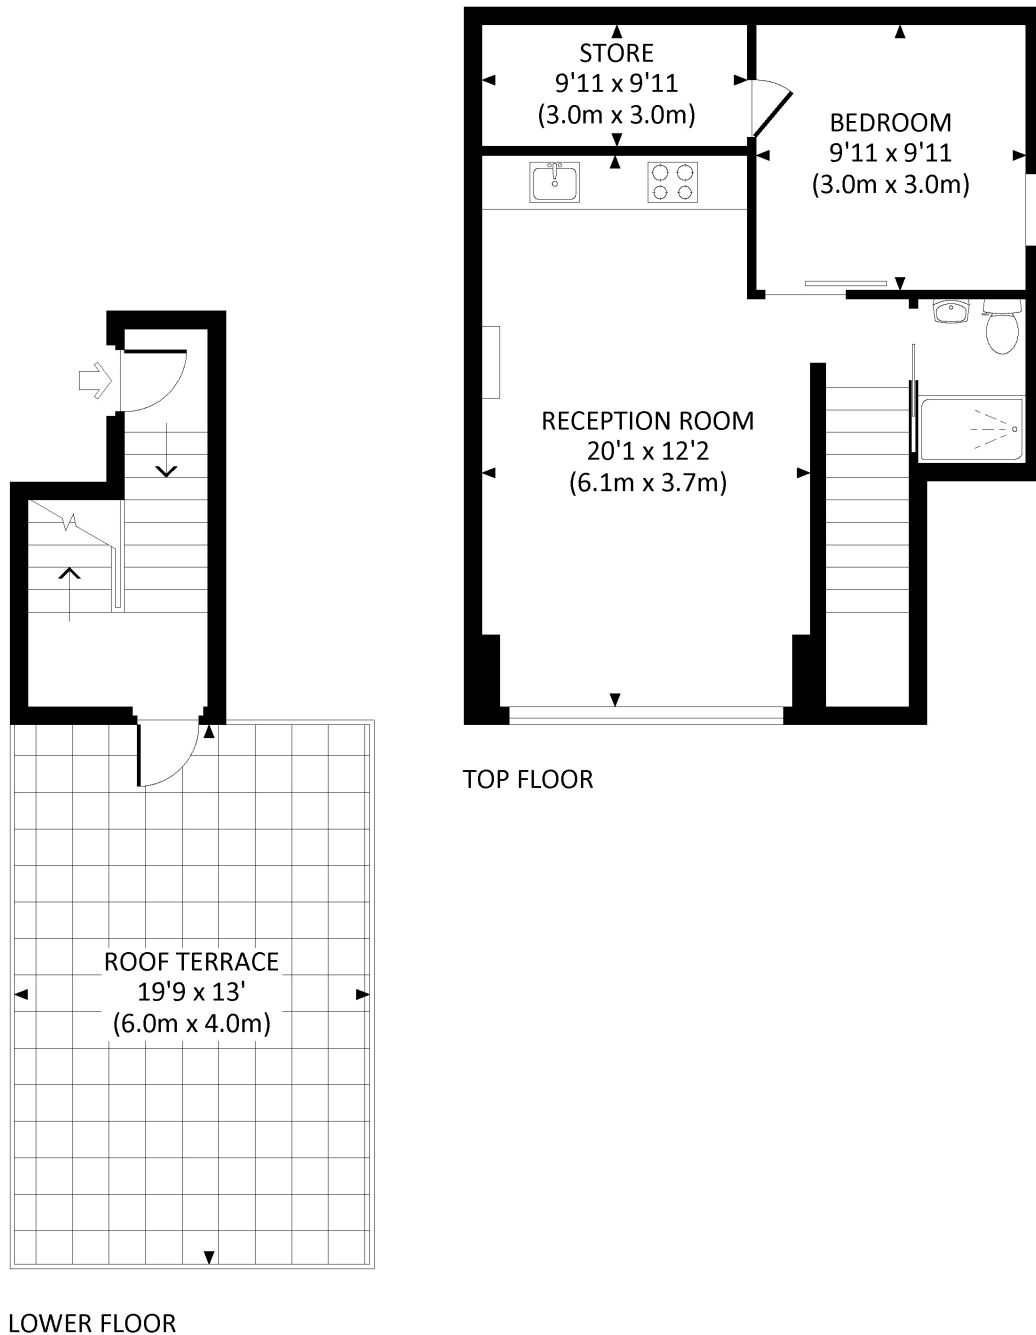 STORE
9'11 x 9'11
(3.0m x 3.0m)
BEDROOM
9'11 x 9'11
(3.0m x 3.0m)
RECEPTION ROOM
20'1 x 12'2
(6.1m x 3.7m)
TOP FLOOR
ROOF TERRACE
19'9 x 13'
(6.0m x 4.0m)
LOWER FLOOR